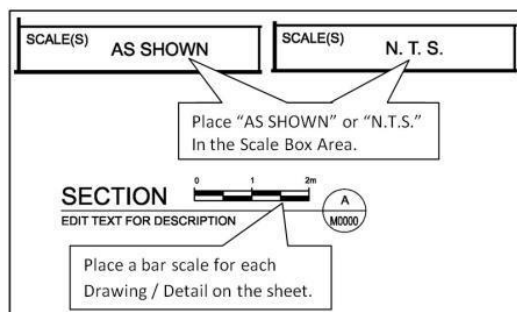 SCALE(S) AS SHOWN
SCALE(S) N. T. S.
Place “AS SHOWN” or “N.T.S.”
In the Scale Box Area.
0 1 2m
SECTION
A
EDIT TEXT FOR DESCRIPTION
M0000
Place a bar scale for each
Drawing / Detail on the sheet.